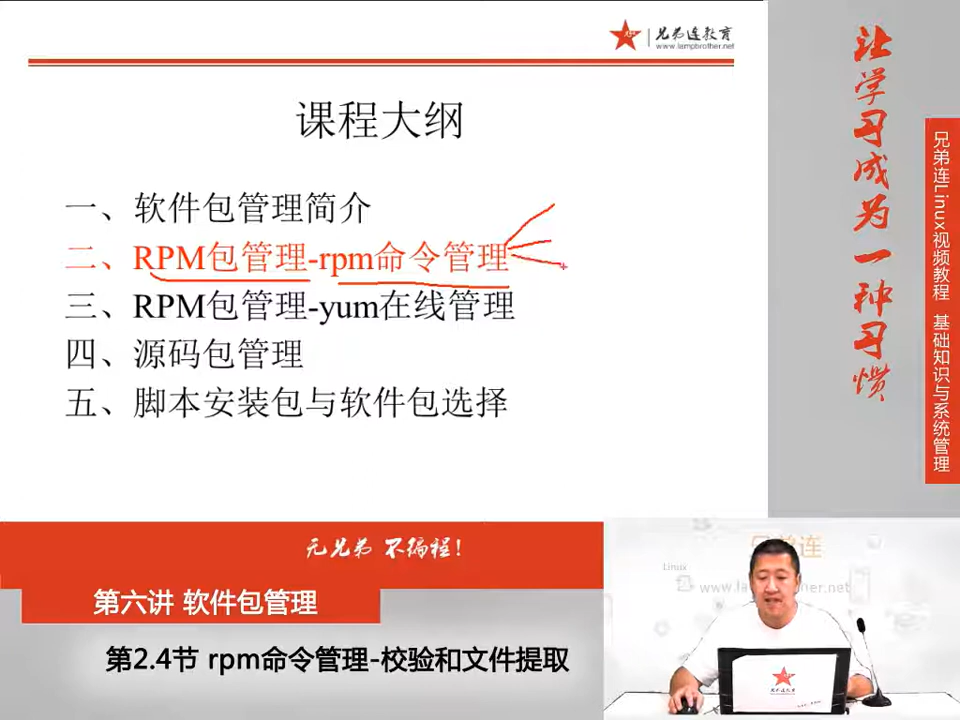 兄弟连教育
www.lampbrother.net
课程大纲
一、软件包管理简介
二、RPM包管理-rpm命令管理
三、RPM包管理-yum在线管理
四、源码包管理
五、脚本安装包与软件包选择
让学习成为一种习惯
兄弟连Linux视频教程 基础知识与系统管理
无兄弟 不编程!
第六讲 软件包管理
第2.4节 rpm命令管理-校验和文件提取
Linux